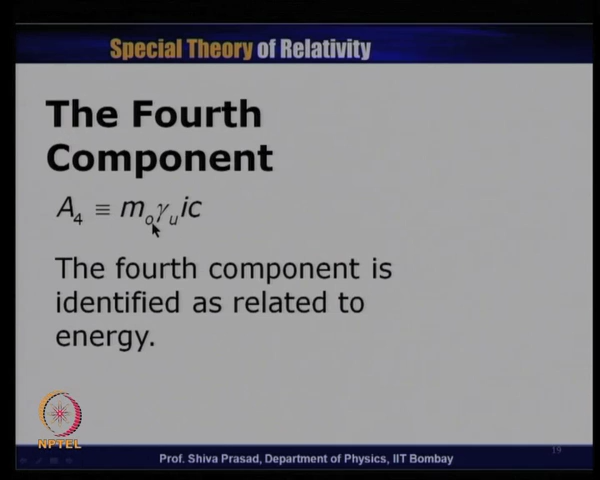 Special Theory of Relativity
The Fourth
Component
A₄ ≡ mₒγᵤic
The fourth component is
identified as related to
energy.
NPTEL
19
Prof. Shiva Prasad, Department of Physics, IIT Bombay